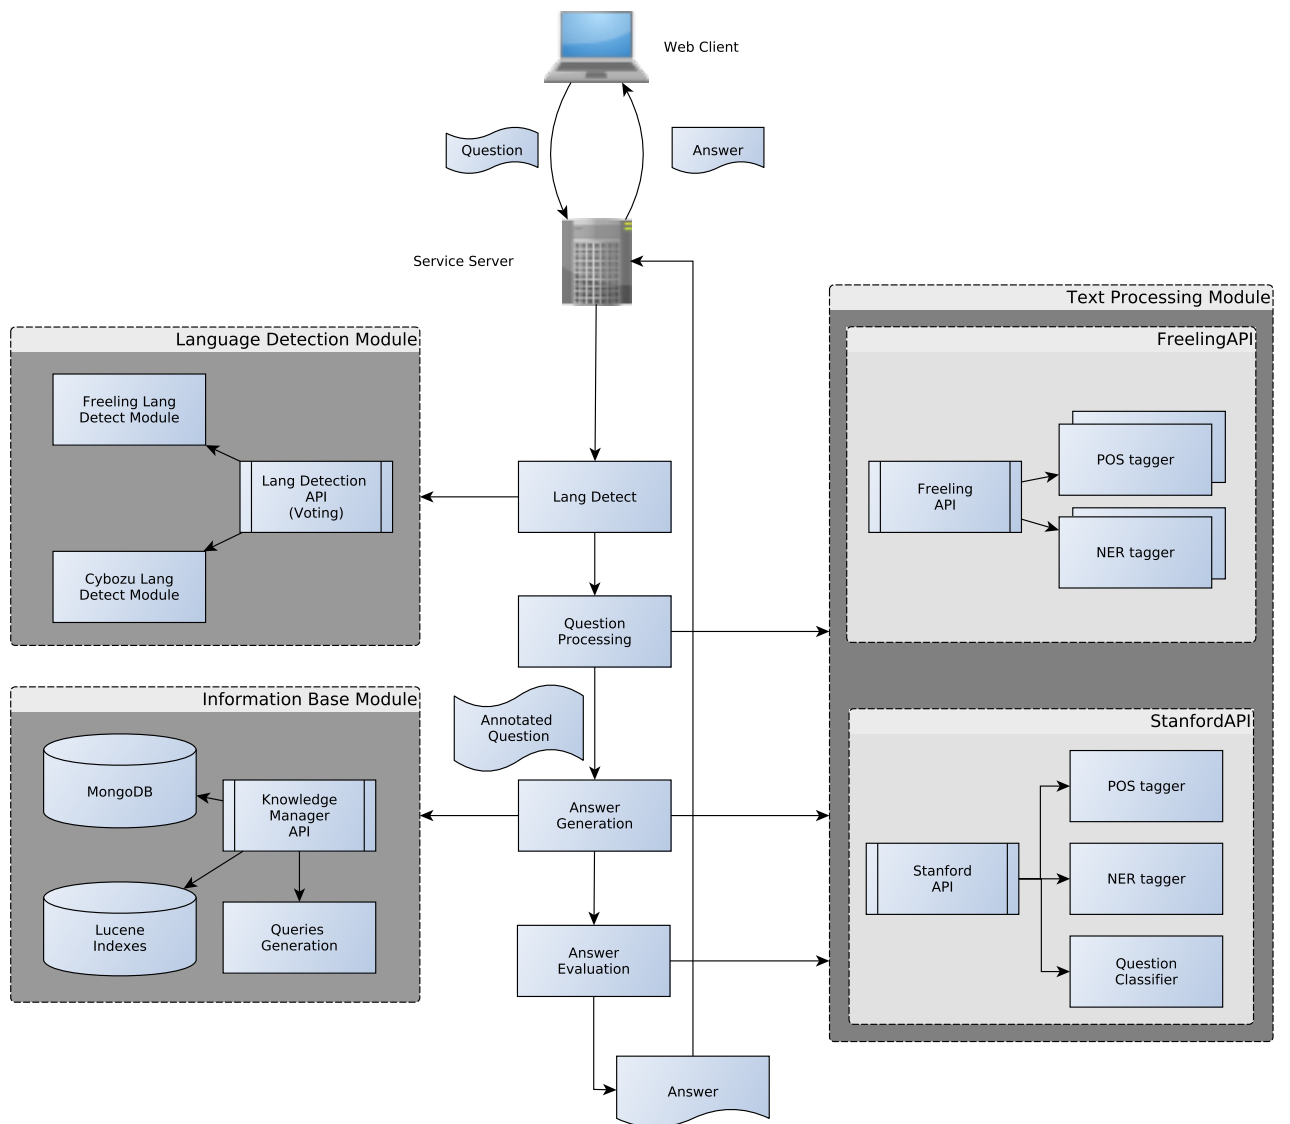 Web Client
Question
Answer
Service Server
Language Detection Module
Freeling Lang
Detect Module
Lang Detection
API
(Voting)
Cybozu Lang
Detect Module
Lang Detect
Question
Processing
Annotated
Question
Answer
Generation
Answer
Evaluation
Answer
Information Base Module
MongoDB
Knowledge
Manager
API
Lucene
Indexes
Queries
Generation
Text Processing Module
FreelingAPI
Freeling
API
POS tagger
NER tagger
StanfordAPI
Stanford
API
POS tagger
NER tagger
Question
Classifier